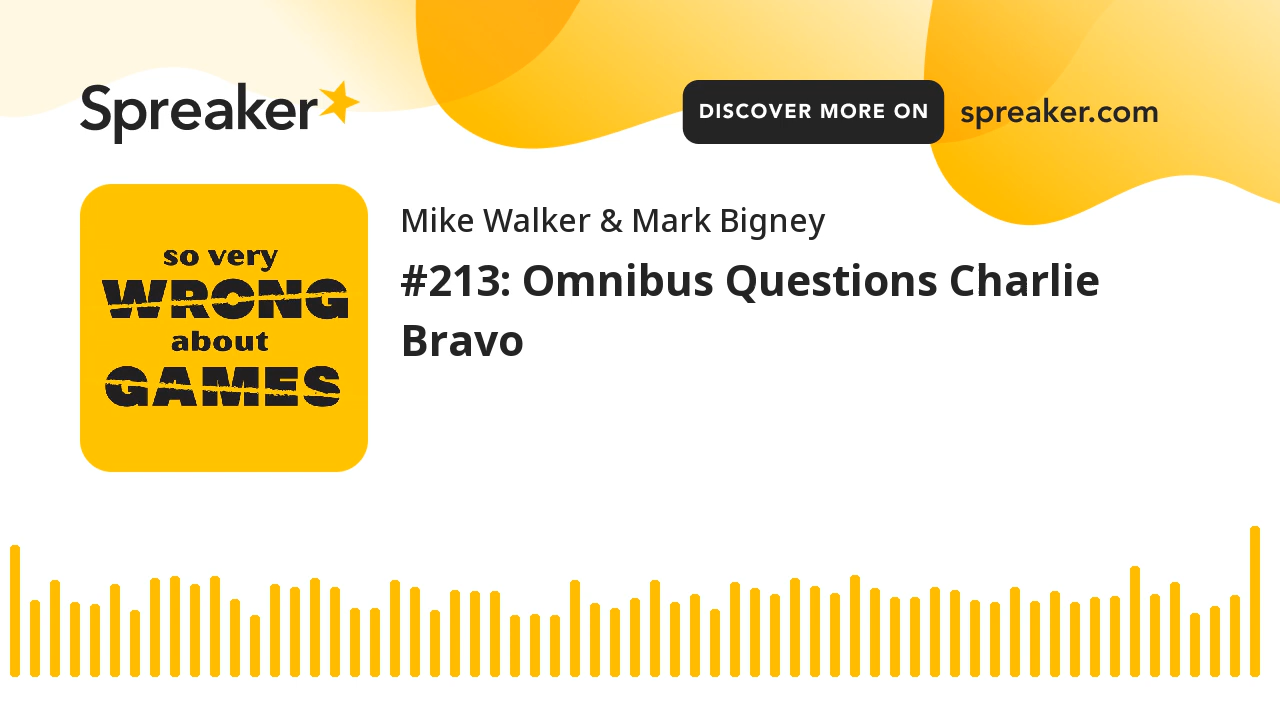 Spreaker
DISCOVER MORE ON spreaker.com
so very
WRONG
about
GAMES
Mike Walker & Mark Bigney
#213: Omnibus Questions Charlie
Bravo